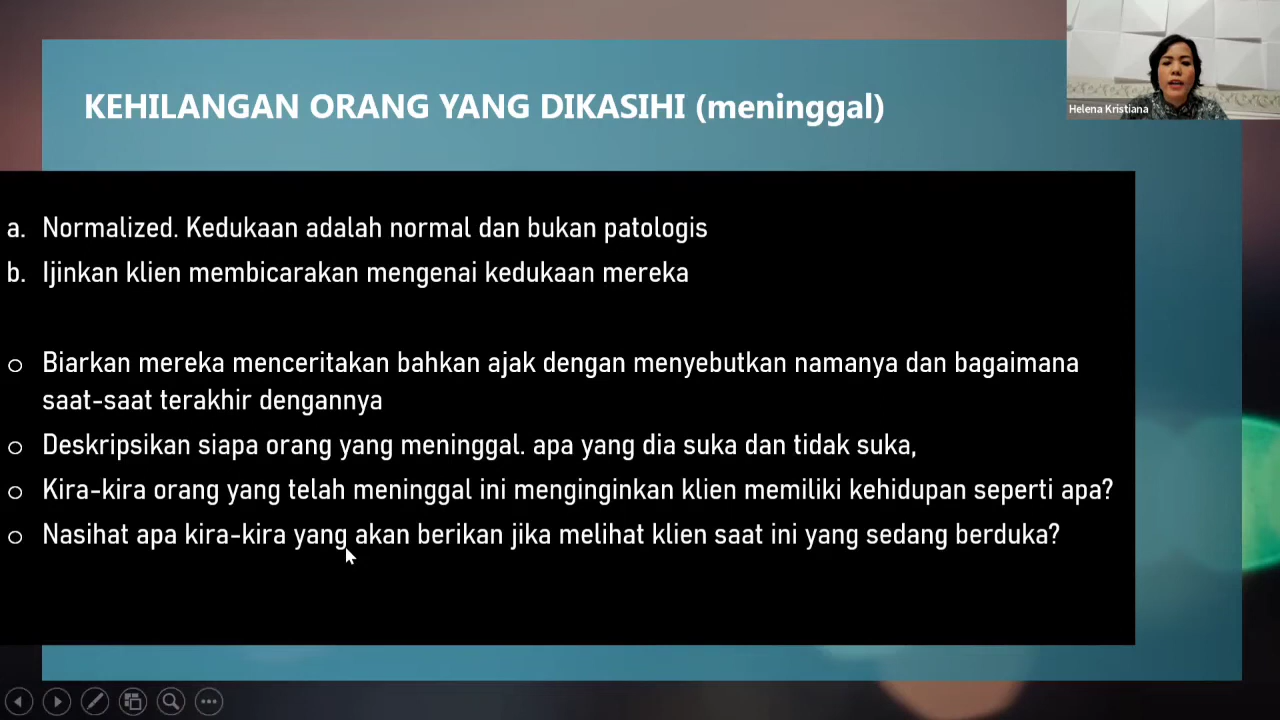 KEHILANGAN ORANG YANG DIKASIHI (meninggal)
Helena Kristiana
a. Normalized. Kedukaan adalah normal dan bukan patologis
b. Ijinkan klien membicarakan mengenai kedukaan mereka
o Biarkan mereka menceritakan bahkan ajak dengan menyebutkan namanya dan bagaimana
saat-saat terakhir dengannya
o Deskripsikan siapa orang yang meninggal. apa yang dia suka dan tidak suka,
o Kira-kira orang yang telah meninggal ini menginginkan klien memiliki kehidupan seperti apa?
o Nasihat apa kira-kira yang akan berikan jika melihat klien saat ini yang sedang berduka?